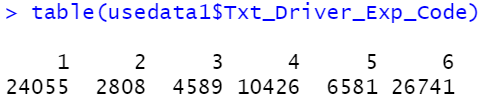 > table(usedata1$Txt_Driver_Exp_Code)
1 2 3 4 5 6
24055 2808 4589 10426 6581 26741